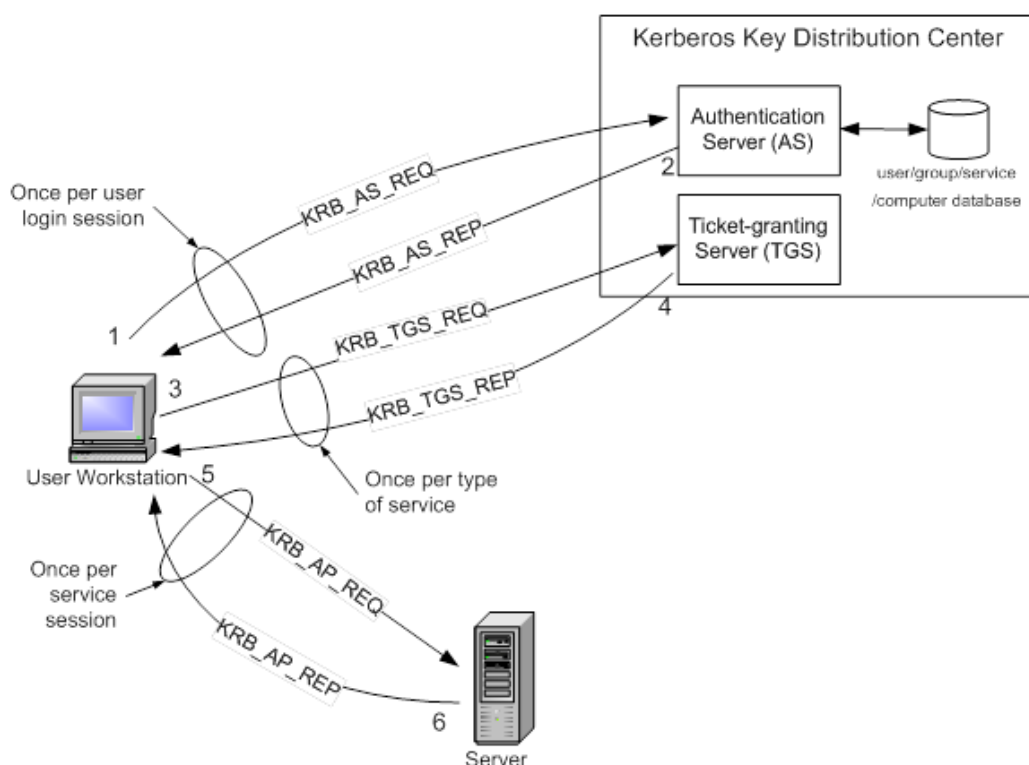 Kerberos Key Distribution Center
Authentication
Server (AS)
user/group/service
/computer database
Ticket-granting
Server (TGS)
Once per user
login session
KRB_AS_REQ
KRB_AS_REP
KRB_TGS_REQ
KRB_TGS_REP
1
2
3
4
User Workstation
5
Once per type
of service
Once per
service
session
KRB_AP_REQ
KRB_AP_REP
6
Server